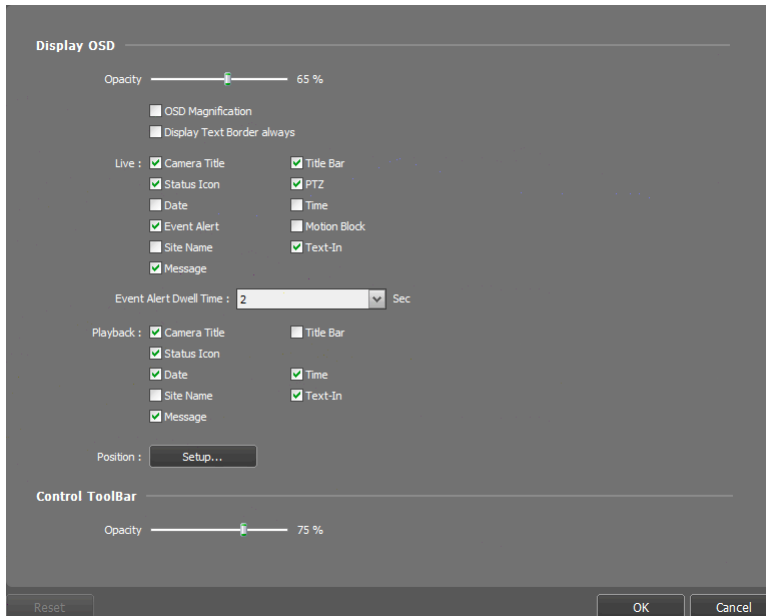 Display OSD
Opacity 65 %
OSD Magnification
Display Text Border always
Live : Camera Title Title Bar
Status Icon PTZ
Date Time
Event Alert Motion Block
Site Name Text-In
Message
Event Alert Dwell Time : 2 Sec
Playback : Camera Title Title Bar
Status Icon
Date Time
Site Name Text-In
Message
Position : Setup...
Control ToolBar
Opacity 75 %
Reset OK Cancel